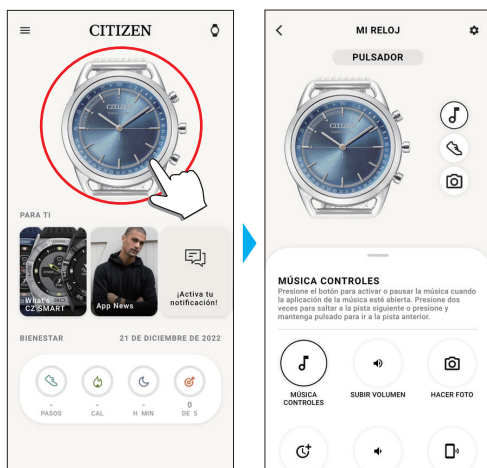 CITIZEN
CITIZEN
PARA TI
What's
CZ SMART
App News
¡Activa tu
notificación!
BIENESTAR
21 DE DICIEMBRE DE 2022
-
PASOS
-
CAL
- -
H MIN
0
DE 5
MI RELOJ
PULSADOR
CITIZEN
MÚSICA CONTROLES
Presione el botón para activar o pausar la música cuando
la aplicación de la música esté abierta. Presione dos
veces para saltar a la pista siguiente o presione y
mantenga pulsado para ir a la pista anterior.
MÚSICA
CONTROLES
SUBIR VOLUMEN
HACER FOTO